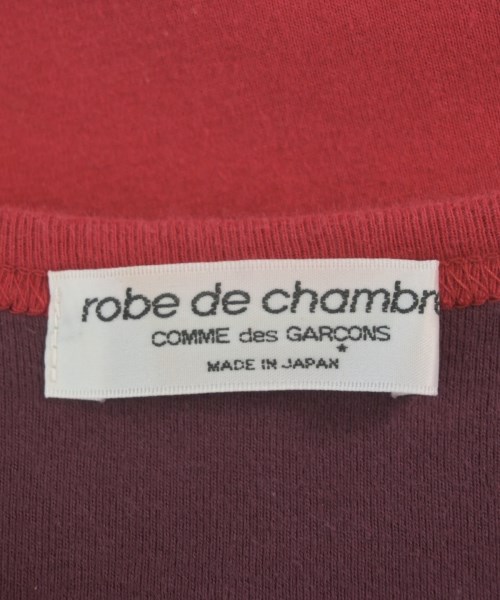 robe de chambre
COMME des GARÇONS
MADE IN JAPAN